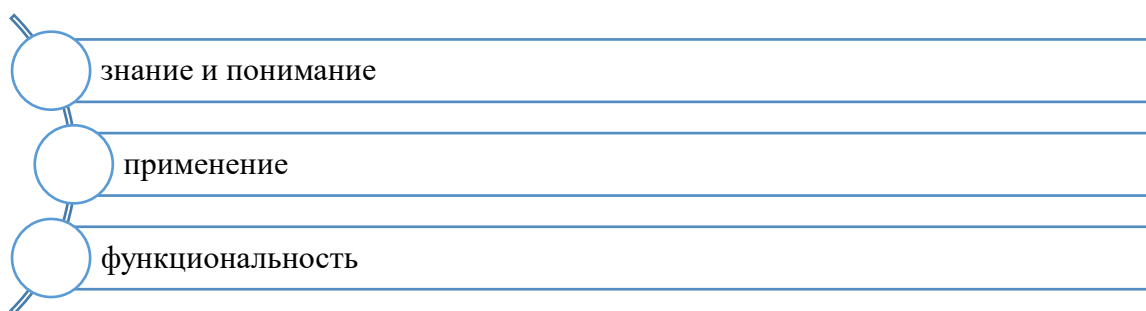 знание и понимание
применение
функциональность